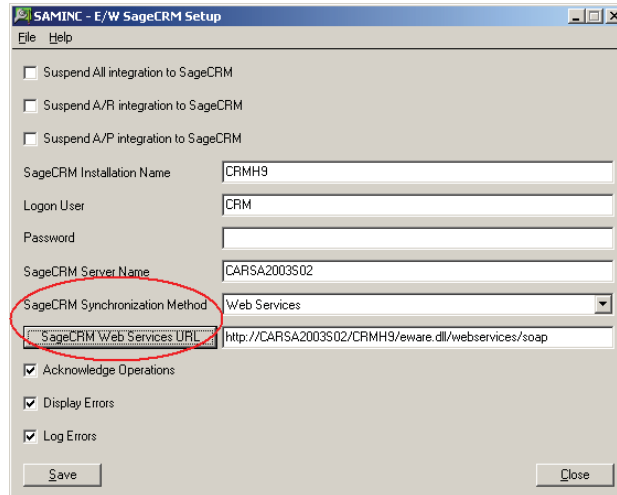 SAMINC - E/W SageCRM Setup
File Help
Suspend All integration to SageCRM
Suspend A/R integration to SageCRM
Suspend A/P integration to SageCRM
SageCRM Installation Name CRMH9
Logon User CRM
Password
SageCRM Server Name CARSA2003S02
SageCRM Synchronization Method Web Services
SageCRM Web Services URL http://CARSA2003S02/CRMH9/eware.dll/webservices/soap
Acknowledge Operations
Display Errors
Log Errors
Save Close